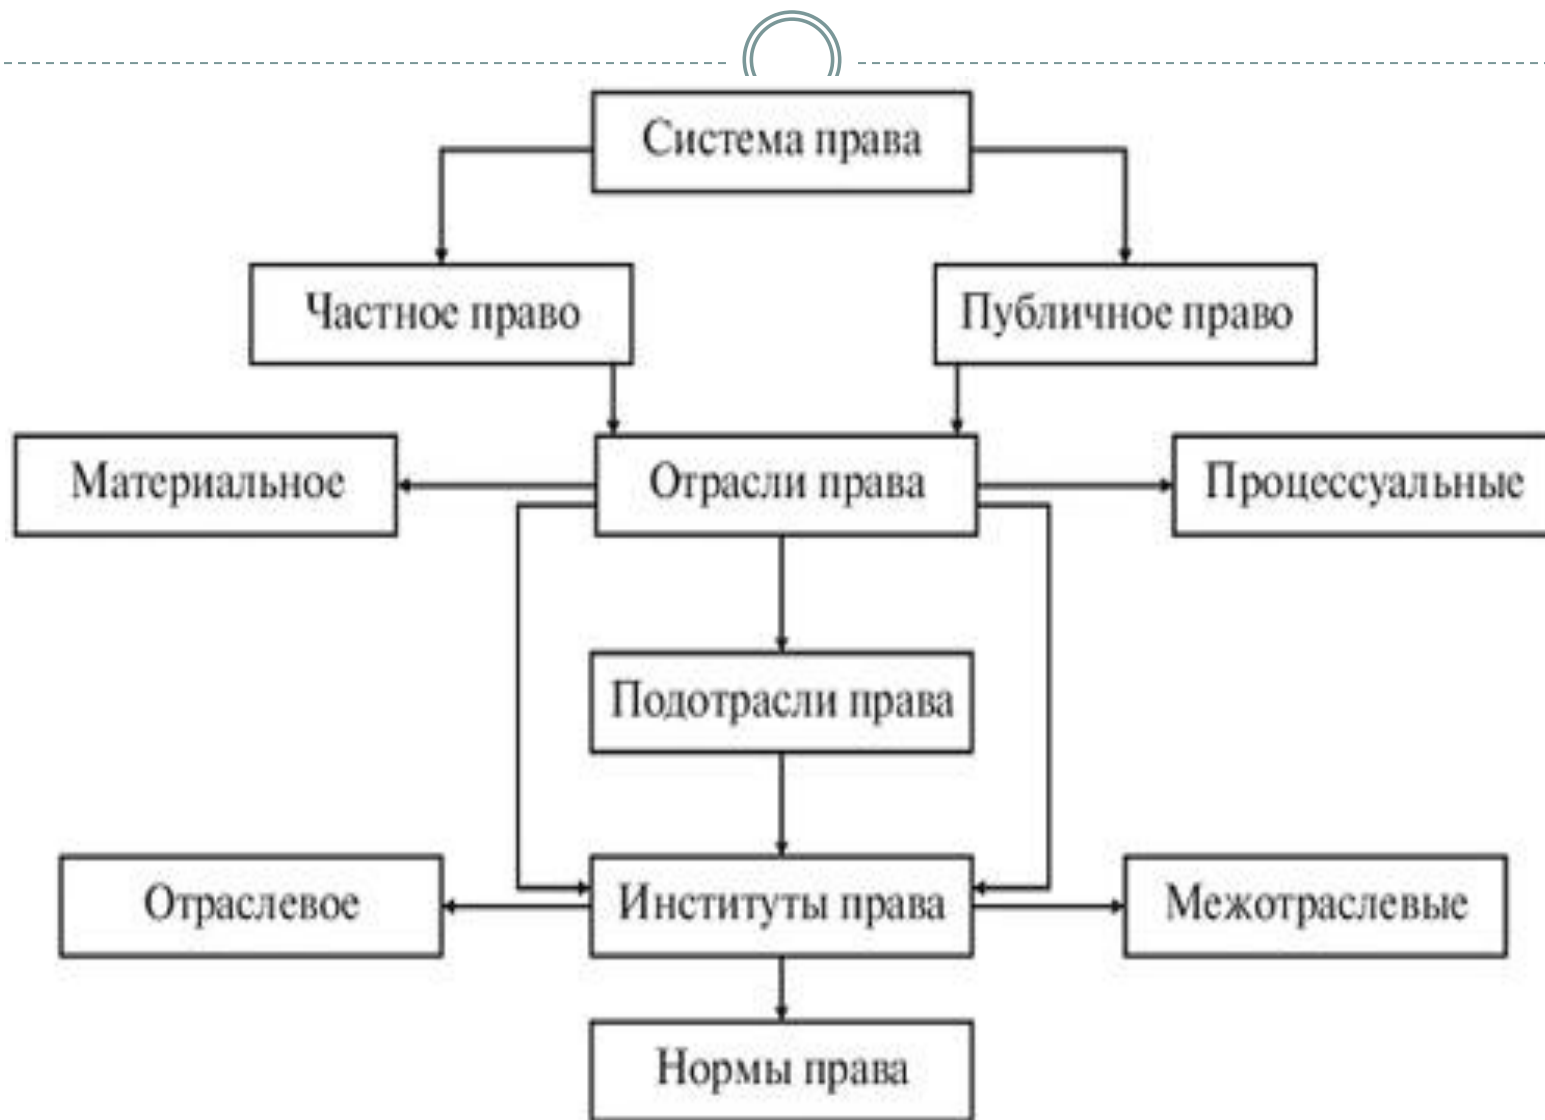 Система права
Частное право
Публичное право
Материальное
Отрасли права
Процессуальные
Подотрасли права
Отраслевое
Институты права
Межотраслевые
Нормы права